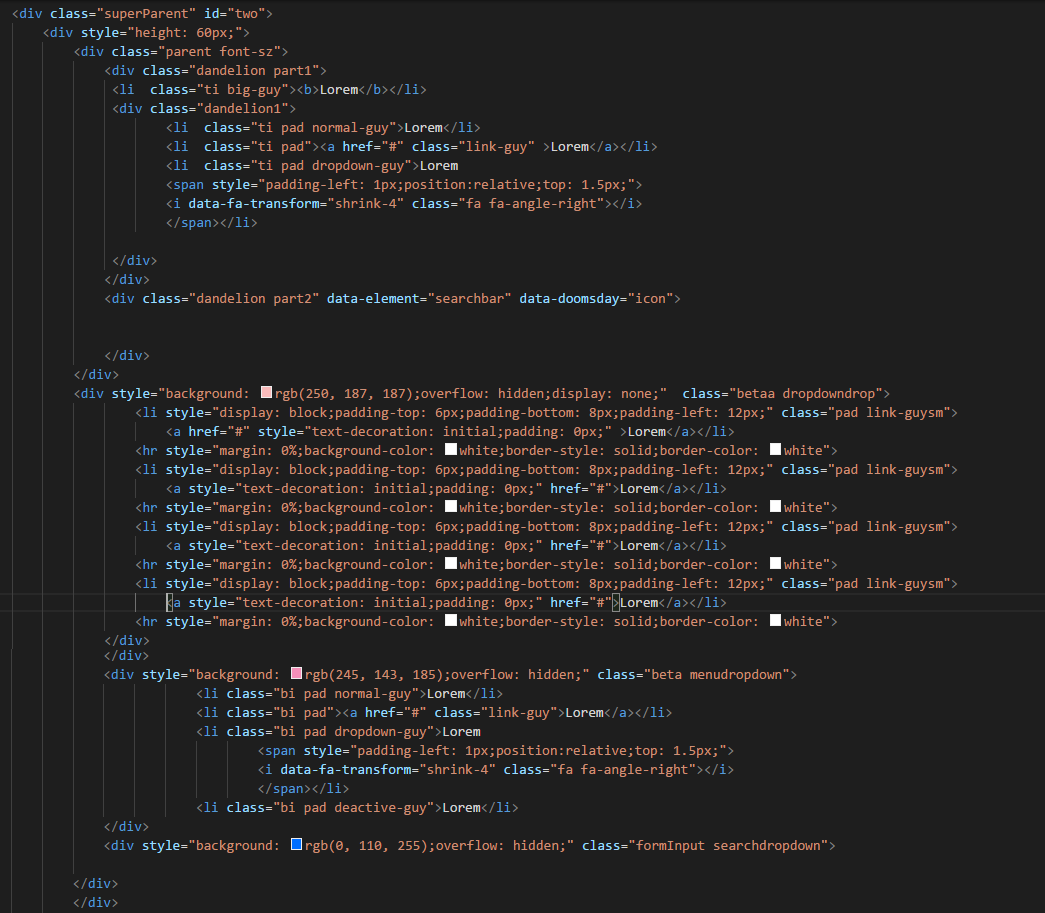 <div class="superParent" id="two">
<div style="height: 60px;">
<div class="parent font-sz">
<div class="dandelion part1">
<li  class="ti big-guy"><b>Lorem</b></li>
<div class="dandelion1">
<li  class="ti pad normal-guy">Lorem</li>
<li  class="ti pad"><a href="#" class="link-guy" >Lorem</a></li>
<li  class="ti pad dropdown-guy">Lorem
<span style="padding-left: 1px;position:relative;top: 1.5px;">
<i data-fa-transform="shrink-4" class="fa fa-angle-right"></i>
</span></li>
</div>
</div>
<div class="dandelion part2" data-element="searchbar" data-doomsday="icon">
</div>
</div>
<div style="background: rgb(250, 187, 187);overflow: hidden;display: none;"  class="betaa dropdowndrop">
<li style="display: block;padding-top: 6px;padding-bottom: 8px;padding-left: 12px;" class="pad link-guysm">
<a href="#" style="text-decoration: initial;padding: 0px;" >Lorem</a></li>
<hr style="margin: 0%;background-color: white;border-style: solid;border-color: white">
<li style="display: block;padding-top: 6px;padding-bottom: 8px;padding-left: 12px;" class="pad link-guysm">
<a style="text-decoration: initial;padding: 0px;" href="#">Lorem</a></li>
<hr style="margin: 0%;background-color: white;border-style: solid;border-color: white">
<li style="display: block;padding-top: 6px;padding-bottom: 8px;padding-left: 12px;" class="pad link-guysm">
<a style="text-decoration: initial;padding: 0px;" href="#">Lorem</a></li>
<hr style="margin: 0%;background-color: white;border-style: solid;border-color: white">
<li style="display: block;padding-top: 6px;padding-bottom: 8px;padding-left: 12px;" class="pad link-guysm">
<a style="text-decoration: initial;padding: 0px;" href="#">Lorem</a></li>
<hr style="margin: 0%;background-color: white;border-style: solid;border-color: white">
</div>
</div>
<div style="background: rgb(245, 143, 185);overflow: hidden;" class="beta menudropdown">
<li class="bi pad normal-guy">Lorem</li>
<li class="bi pad"><a href="#" class="link-guy">Lorem</a></li>
<li class="bi pad dropdown-guy">Lorem
<span style="padding-left: 1px;position:relative;top: 1.5px;">
<i data-fa-transform="shrink-4" class="fa fa-angle-right"></i>
</span></li>
<li class="bi pad deactive-guy">Lorem</li>
</div>
<div style="background: rgb(0, 110, 255);overflow: hidden;" class="formInput searchdropdown">
</div>
</div>